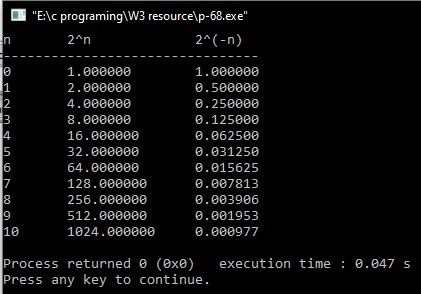 "E:\c programing\W3 resource\p-68.exe"
n 2^n 2^(-n)
--------------------------------
0 1.000000 1.000000
1 2.000000 0.500000
2 4.000000 0.250000
3 8.000000 0.125000
4 16.000000 0.062500
5 32.000000 0.031250
6 64.000000 0.015625
7 128.000000 0.007813
8 256.000000 0.003906
9 512.000000 0.001953
10 1024.000000 0.000977
Process returned 0 (0x0) execution time : 0.047 s
Press any key to continue.